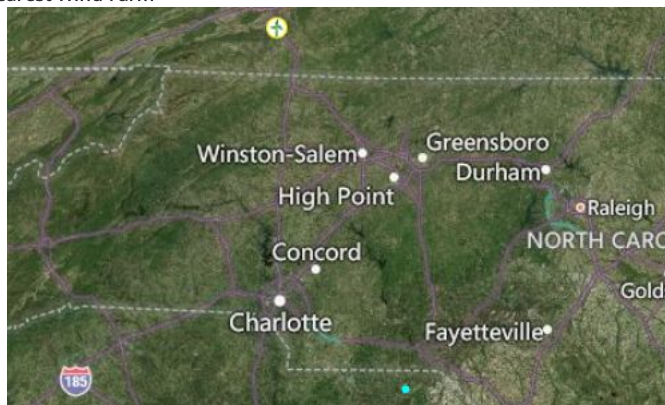 Winston-Salem
Greensboro
Durham
High Point
Raleigh
NORTH CARO
Concord
Gold
Charlotte
Fayetteville
185